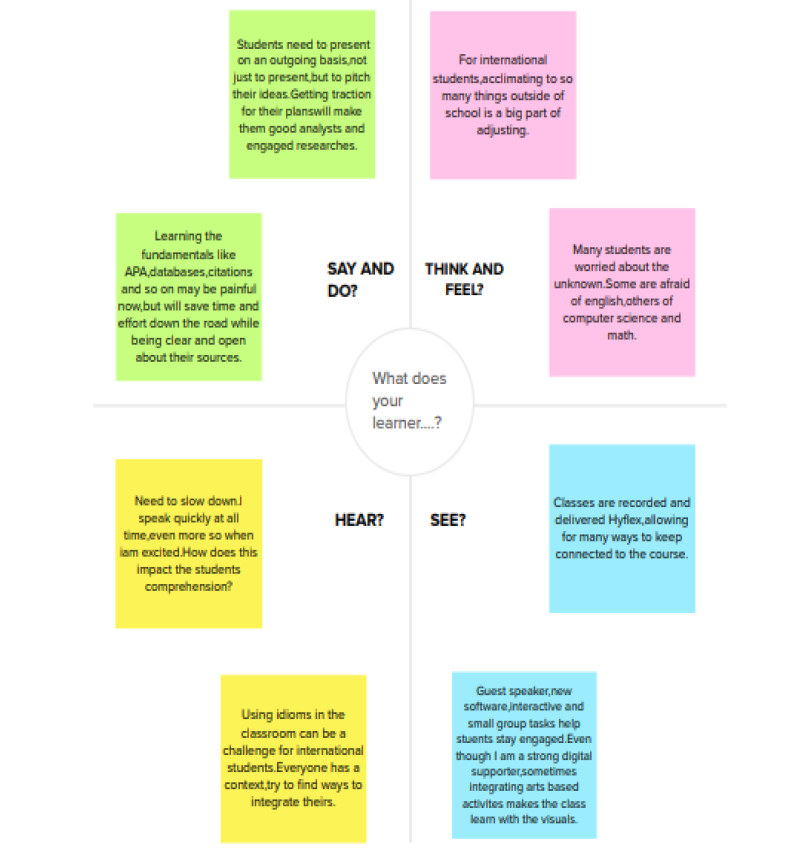 Students need to present
on an outgoing basis,not
just to present,but to pitch
their ideas.Getting traction
for their planswill make
them good analysts and
engaged researches.
For international
students,acclimating to so
many things outside of
school is a big part of
adjusting.
Learning the
fundamentals like
APA,databases,citations
and so on may be painful
now,but will save time and
effort down the road while
being clear and open
about their sources.
SAY AND
DO?
THINK AND
FEEL?
Many students are
worried about the
unknown.Some are afraid
of english,others of
computer science and
math.
What does
your
learner....?
Need to slow down.I
speak quickly at all
time,even more so when
iam excited.How does this
impact the students
comprehension?
HEAR?
SEE?
Classes are recorded and
delivered Hyflex,allowing
for many ways to keep
connected to the course.
Using idioms in the
classroom can be a
challenge for international
students.Everyone has a
context,try to find ways to
integrate theirs.
Guest speaker,new
software,interactive and
small group tasks help
stuents stay engaged.Even
though I am a strong digital
supporter,sometimes
integrating arts based
activites makes the class
learn with the visuals.